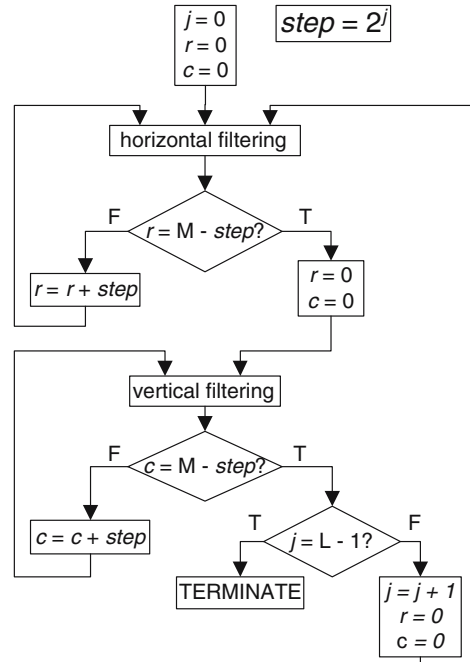 j=0
r=0
c=0
step = 2^j
horizontal filtering
F
T
r = M - step?
r = r + step
r=0
c=0
vertical filtering
F
T
c = M - step?
c = c + step
T
F
j = L - 1?
TERMINATE
j = j + 1
r=0
c=0